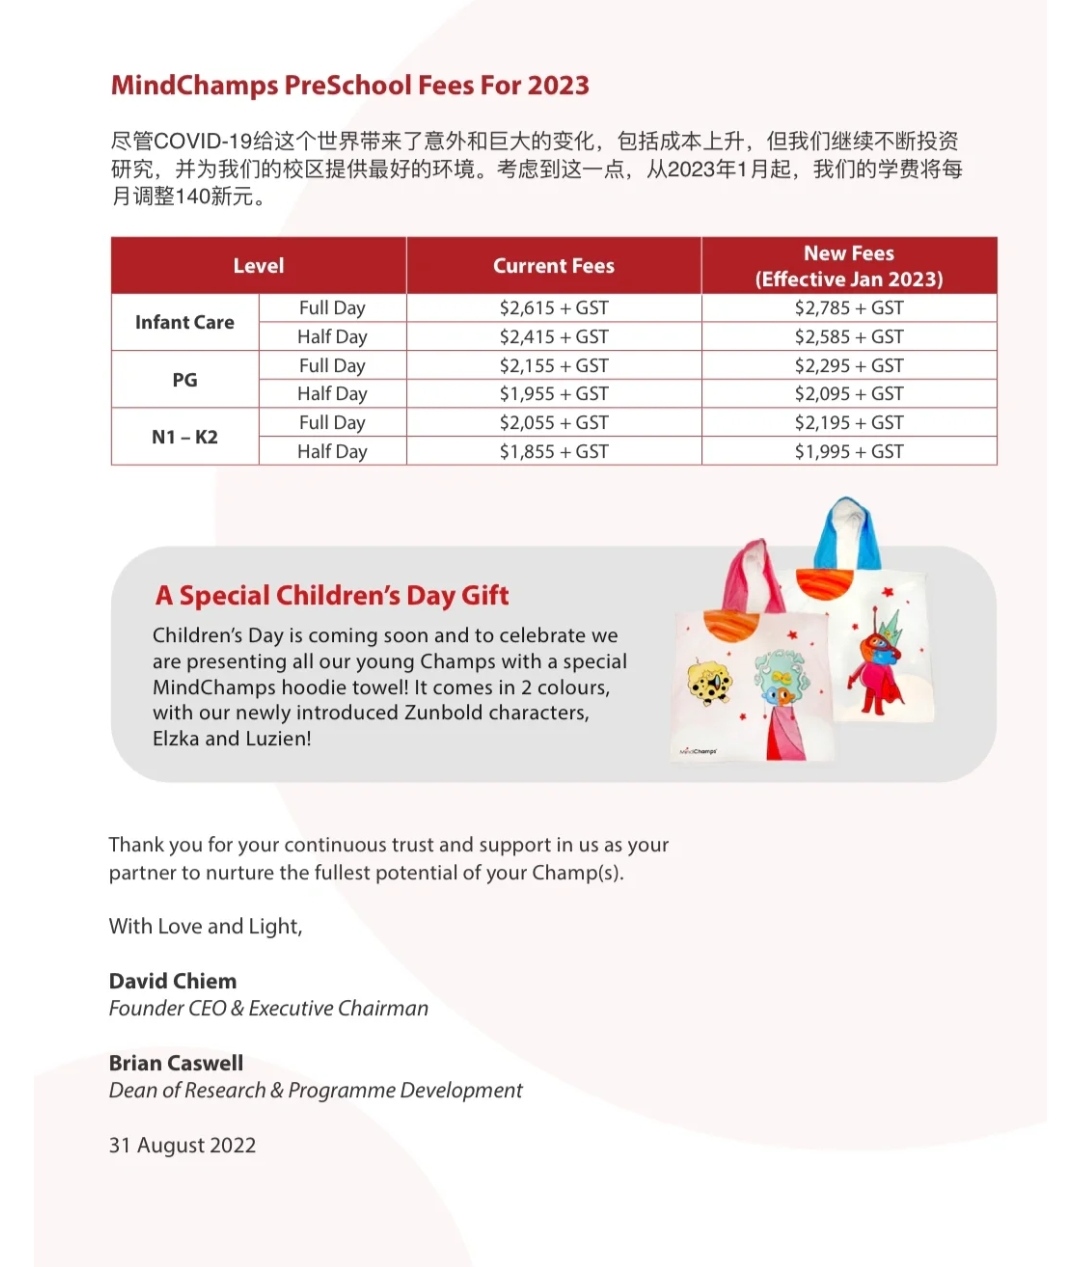 MindChamps PreSchool Fees For 2023
尽管COVID-19给这个世界带来了意外和巨大的变化，包括成本上升，但我们继续不断投资
研究，并为我们的校区提供最好的环境。考虑到这一点，从2023年1月起，我们的学费将每
月调整140新元。
Level Current Fees New Fees
(Effective Jan 2023)
Infant Care Full Day $2,615 + GST $2,785 + GST
Half Day $2,415 + GST $2,585 + GST
PG Full Day $2,155 + GST $2,295 + GST
Half Day $1,955 + GST $2,095 + GST
N1 – K2 Full Day $2,055 + GST $2,195 + GST
Half Day $1,855 + GST $1,995 + GST
A Special Children's Day Gift
Children's Day is coming soon and to celebrate we
are presenting all our young Champs with a special
MindChamps hoodie towel! It comes in 2 colours,
with our newly introduced Zunbold characters,
Elzka and Luzien!
MindChamps
Thank you for your continuous trust and support in us as your
partner to nurture the fullest potential of your Champ(s).
With Love and Light,
David Chiem
Founder CEO & Executive Chairman
Brian Caswell
Dean of Research & Programme Development
31 August 2022